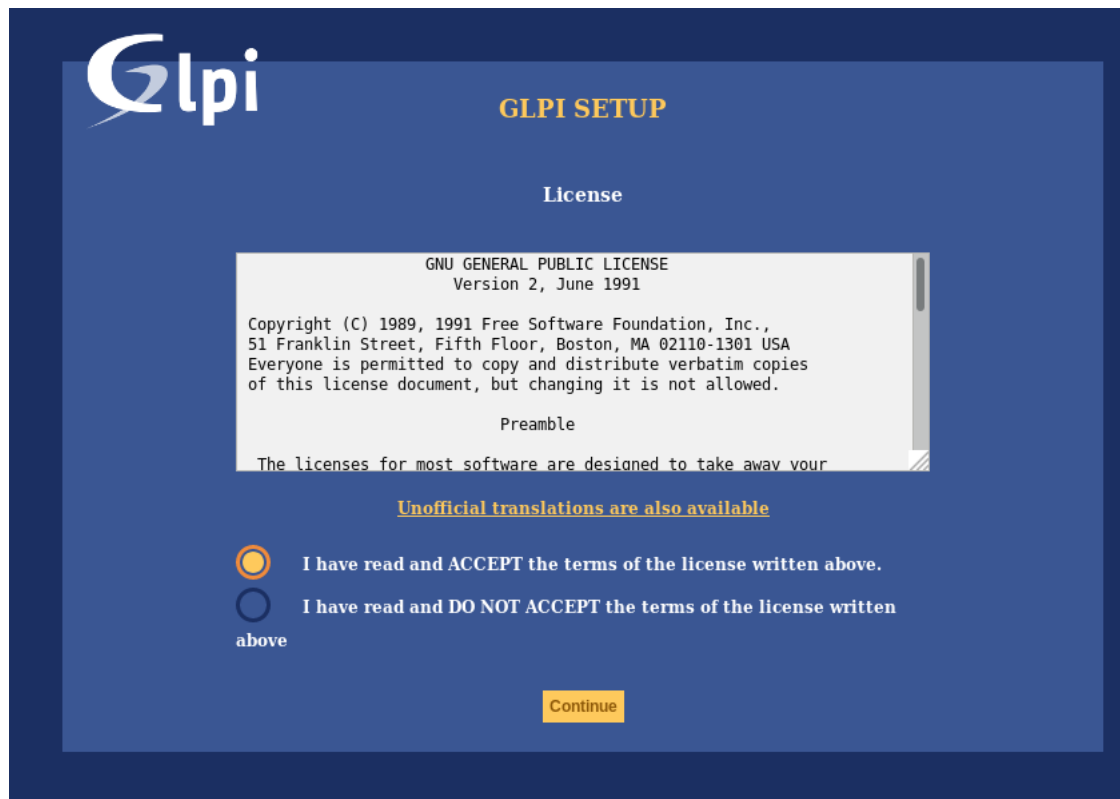 Glpi
GLPI SETUP
License
GNU GENERAL PUBLIC LICENSE
Version 2, June 1991
Copyright (C) 1989, 1991 Free Software Foundation, Inc.,
51 Franklin Street, Fifth Floor, Boston, MA 02110-1301 USA
Everyone is permitted to copy and distribute verbatim copies
of this license document, but changing it is not allowed.
Preamble
The licenses for most software are designed to take away your
Unofficial translations are also available
I have read and ACCEPT the terms of the license written above.
I have read and DO NOT ACCEPT the terms of the license written
above
Continue